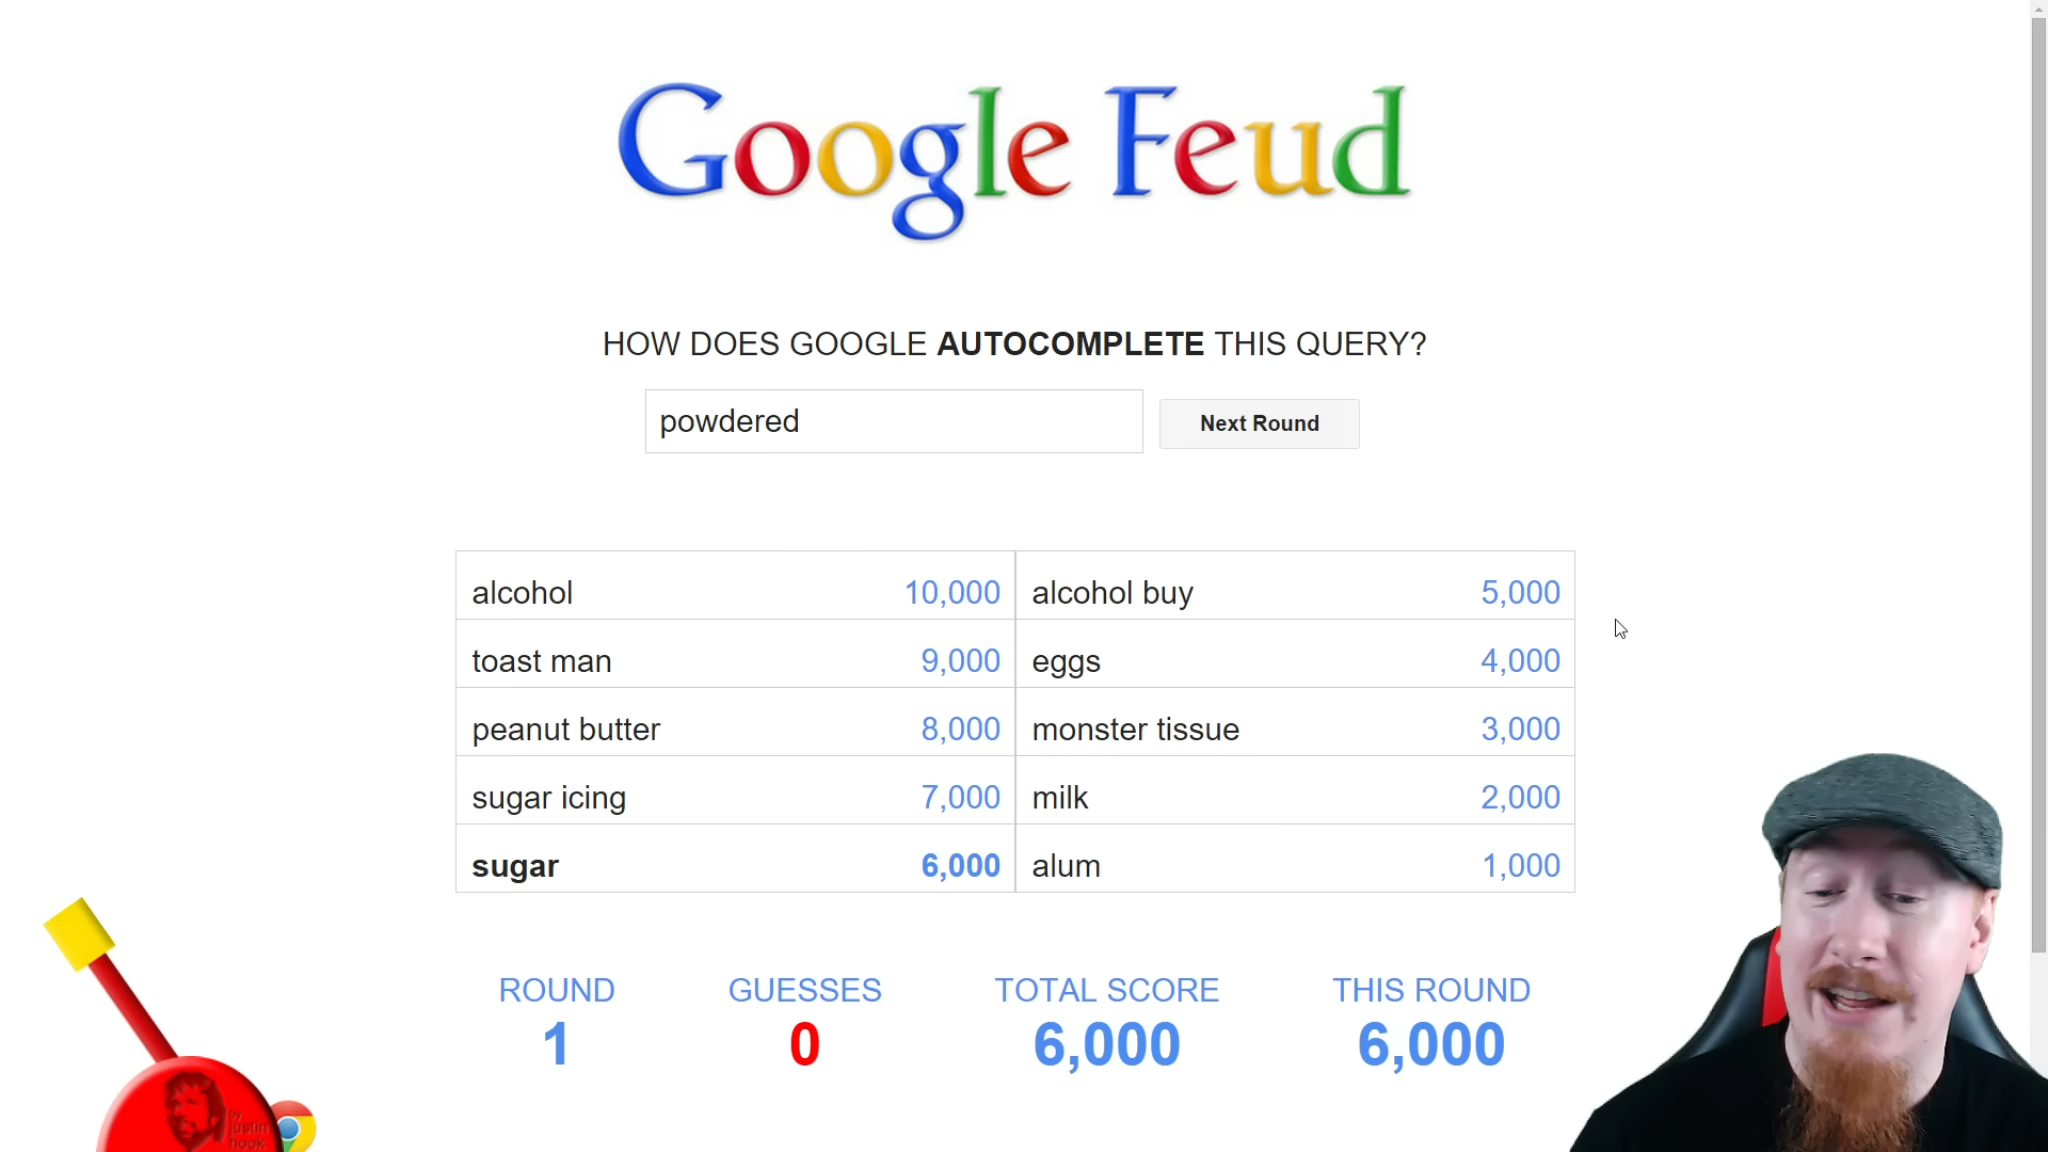 Google Feud
HOW DOES GOOGLE AUTOCOMPLETE THIS QUERY?
powdered
Next Round
alcohol 10,000
alcohol buy 5,000
toast man 9,000
eggs 4,000
peanut butter 8,000
monster tissue 3,000
sugar icing 7,000
milk 2,000
sugar 6,000
alum 1,000
ROUND GUESSES TOTAL SCORE THIS ROUND
1 0 6,000 6,000
by
justin
hook